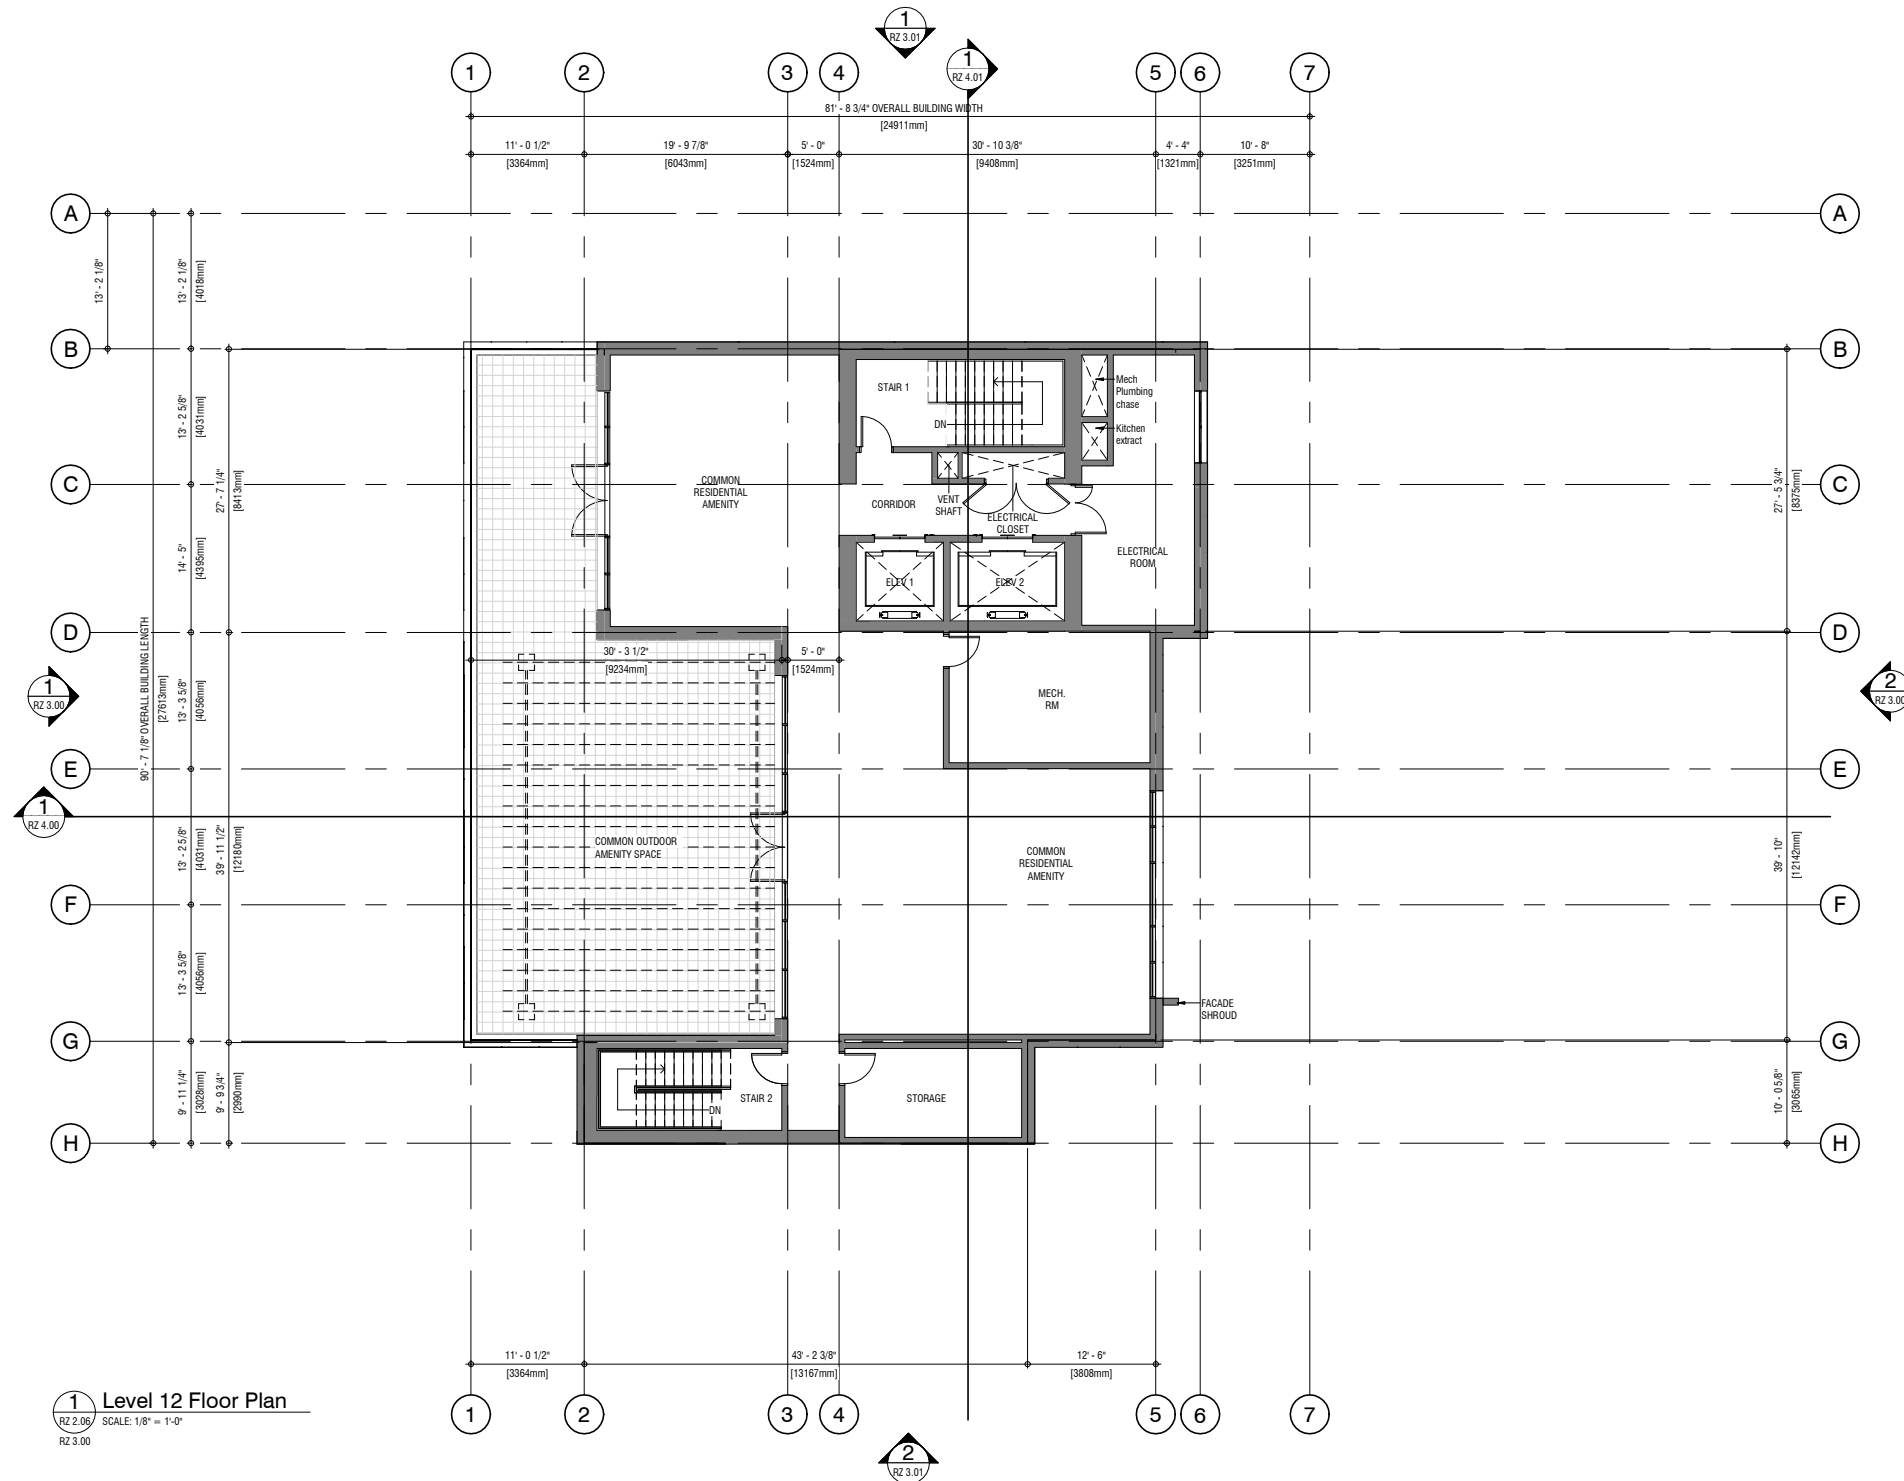 1
RZ 3.01
1
RZ 4.01
1 2 3 4 5 6 7
81' - 8 3/4" OVERALL BUILDING WIDTH
[24911mm]
11' - 0 1/2" 19' - 9 7/8" 5' - 0" 30' - 10 3/8" 4' - 4" 10' - 8"
[3364mm] [6043mm] [1524mm] [9408mm] [1321mm] [3251mm]
A A
13' - 2 1/8"
13' - 2 1/8"
[4018mm]
B B
STAIR 1
DN
Mech
Plumbing
chase
Kitchen
extract
13' - 2 5/8"
[4031mm]
27' - 7 1/4"
[8413mm]
27' - 5 3/4"
[8375mm]
C C
COMMON
RESIDENTIAL
AMENITY
CORRIDOR
VENT
SHAFT
ELECTRICAL
CLOSET
ELECTRICAL
ROOM
14' - 5"
[4395mm]
ELEV 1
ELEV 2
D D
30' - 3 1/2" 5' - 0"
[9234mm] [1524mm]
90' - 7 1/8" OVERALL BUILDING LENGTH
[27613mm]
13' - 3 5/8"
[4056mm]
1
RZ 3.00
2
RZ 3.00
MECH.
RM
E E
1
RZ 4.00
13' - 2 5/8"
[4031mm]
39' - 11 1/2"
[12180mm]
39' - 10"
[12142mm]
COMMON OUTDOOR
AMENITY SPACE
COMMON
RESIDENTIAL
AMENITY
F F
13' - 3 5/8"
[4056mm]
FACADE
SHROUD
G G
9' - 11 1/4"
[3028mm]
9' - 9 3/4"
[2990mm]
10' - 0 5/8"
[3065mm]
STAIR 2
DN
STORAGE
H H
11' - 0 1/2" 43' - 2 3/8" 12' - 6"
[3364mm] [13167mm] [3808mm]
1 2 3 4 5 6 7
1
RZ 2.06
RZ 3.00
Level 12 Floor Plan
SCALE: 1/8" = 1'-0"
2
RZ 3.01